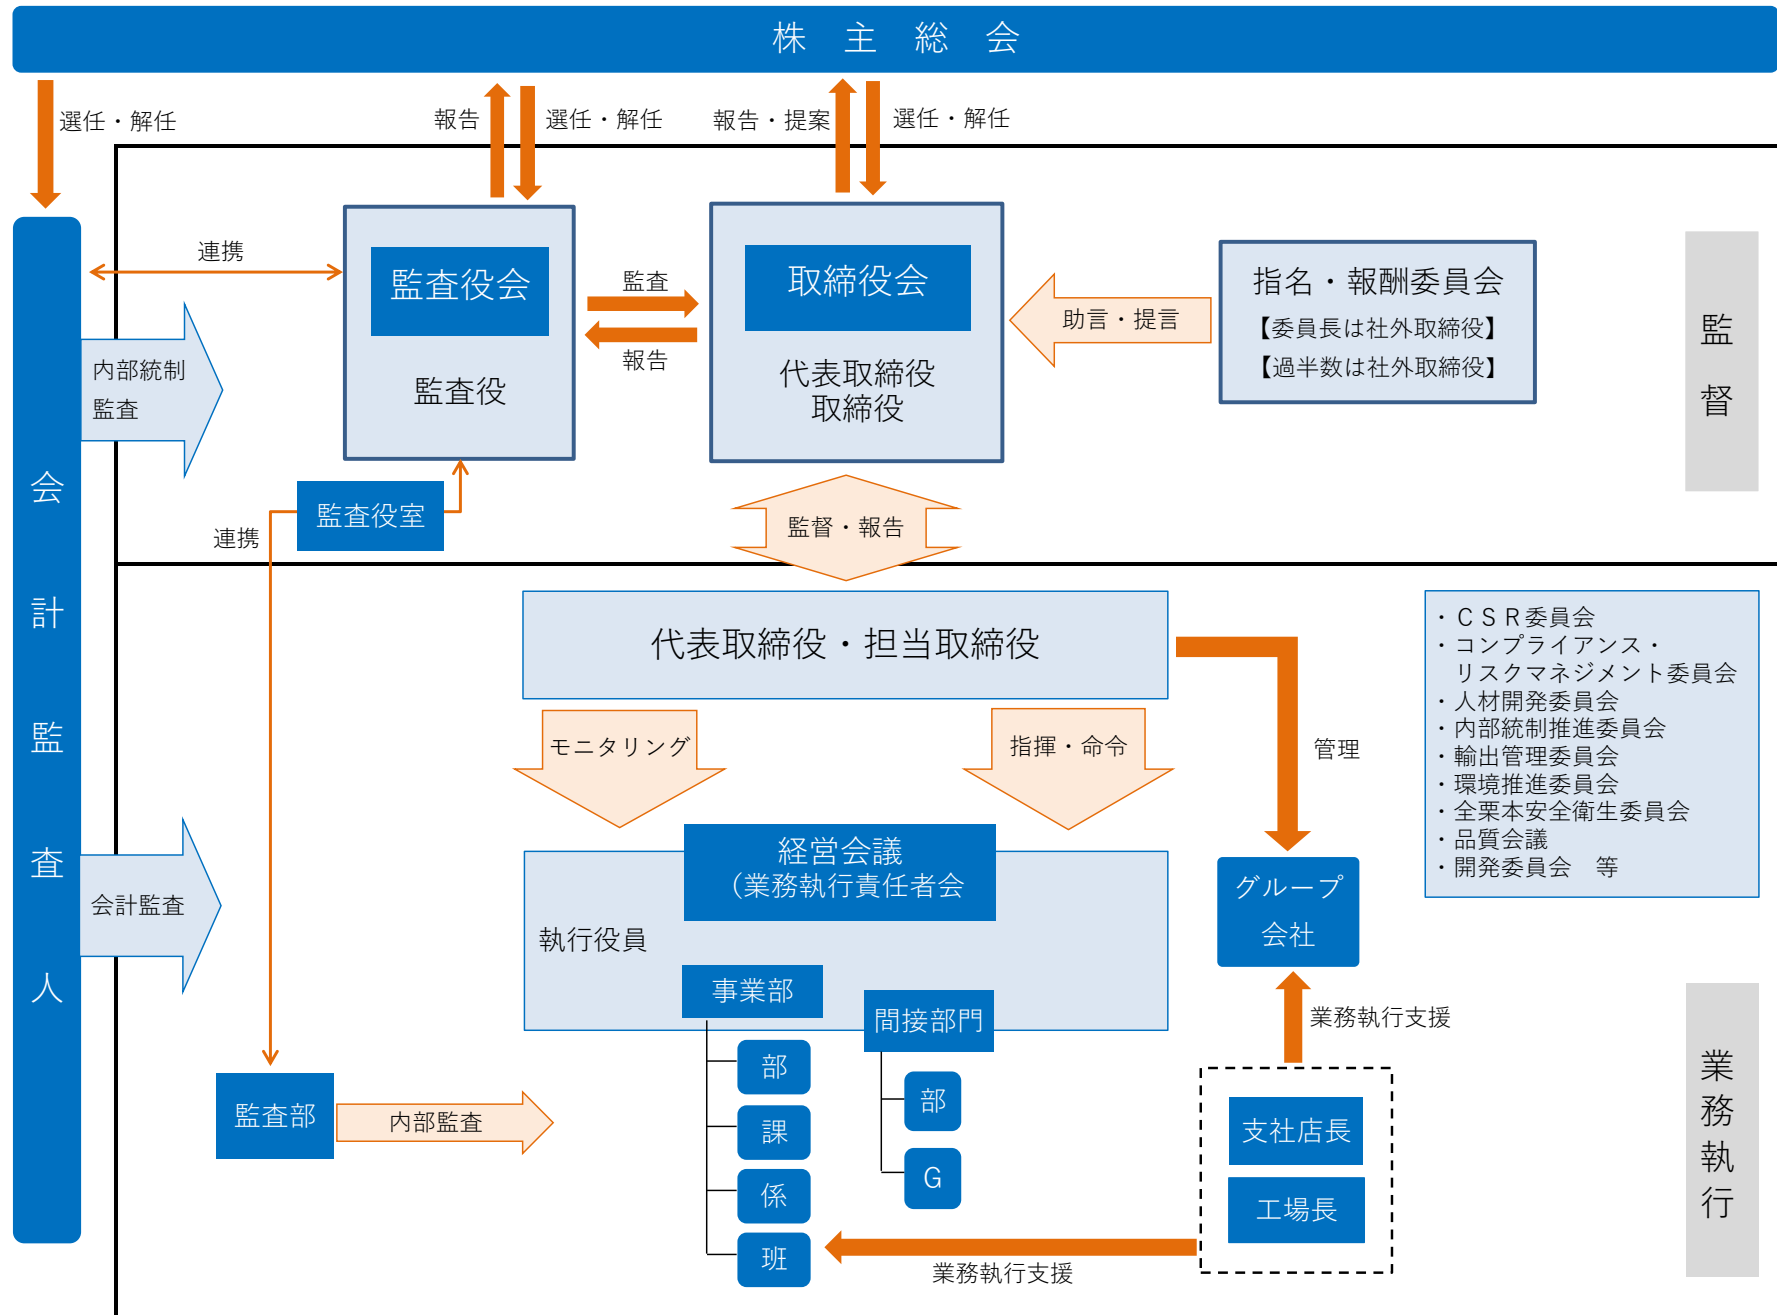 株 主 総 会
選任・解任
報告
選任・解任
報告・提案
選任・解任
連携
監査役会
監査役
監査
報告
取締役会
代表取締役
取締役
助言・提言
指名・報酬委員会
【委員長は社外取締役】
【過半数は社外取締役】
監督
内部統制
監査
会計監査人
監査役室
連携
監督・報告
代表取締役・担当取締役
・ＣＳＲ委員会
・コンプライアンス・
リスクマネジメント委員会
・人材開発委員会
・内部統制推進委員会
・輸出管理委員会
・環境推進委員会
・全栗本安全衛生委員会
・品質会議
・開発委員会　等
モニタリング
指揮・命令
管理
経営会議
（業務執行責任者会
執行役員
会計監査
グループ
会社
事業部
間接部門
業務執行支援
部
課
係
班
部
G
監査部
内部監査
支社店長
工場長
業務執行支援
業務執行